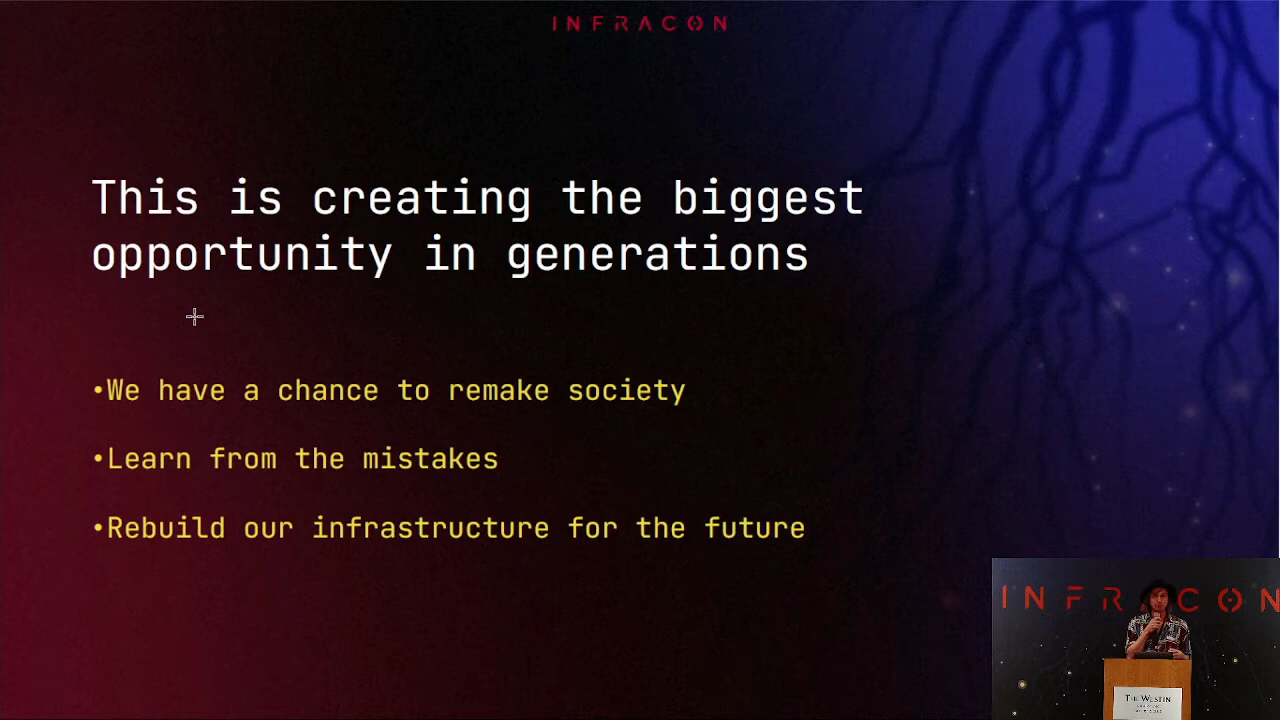 INFRACON
This is creating the biggest
opportunity in generations
•We have a chance to remake society
•Learn from the mistakes
•Rebuild our infrastructure for the future
INFRACON
THE WESTIN